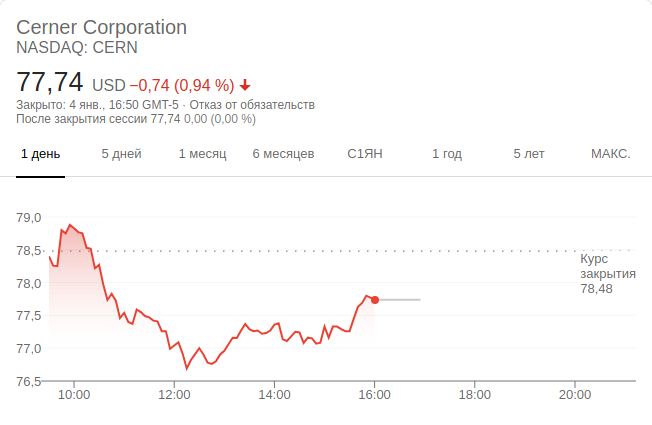 Cerner Corporation
NASDAQ: CERN
77,74 USD −0,74 (0,94 %)
Закрыто: 4 янв., 16:50 GMT-5 · Отказ от обязательств
После закрытия сессии 77,74 0,00 (0,00 %)
1 день 5 дней 1 месяц 6 месяцев С1ЯН 1 год 5 лет МАКС.
79,0
78,5
Курс
закрытия
78,48
78,0
77,5
77,0
76,5
10:00 12:00 14:00 16:00 18:00 20:00